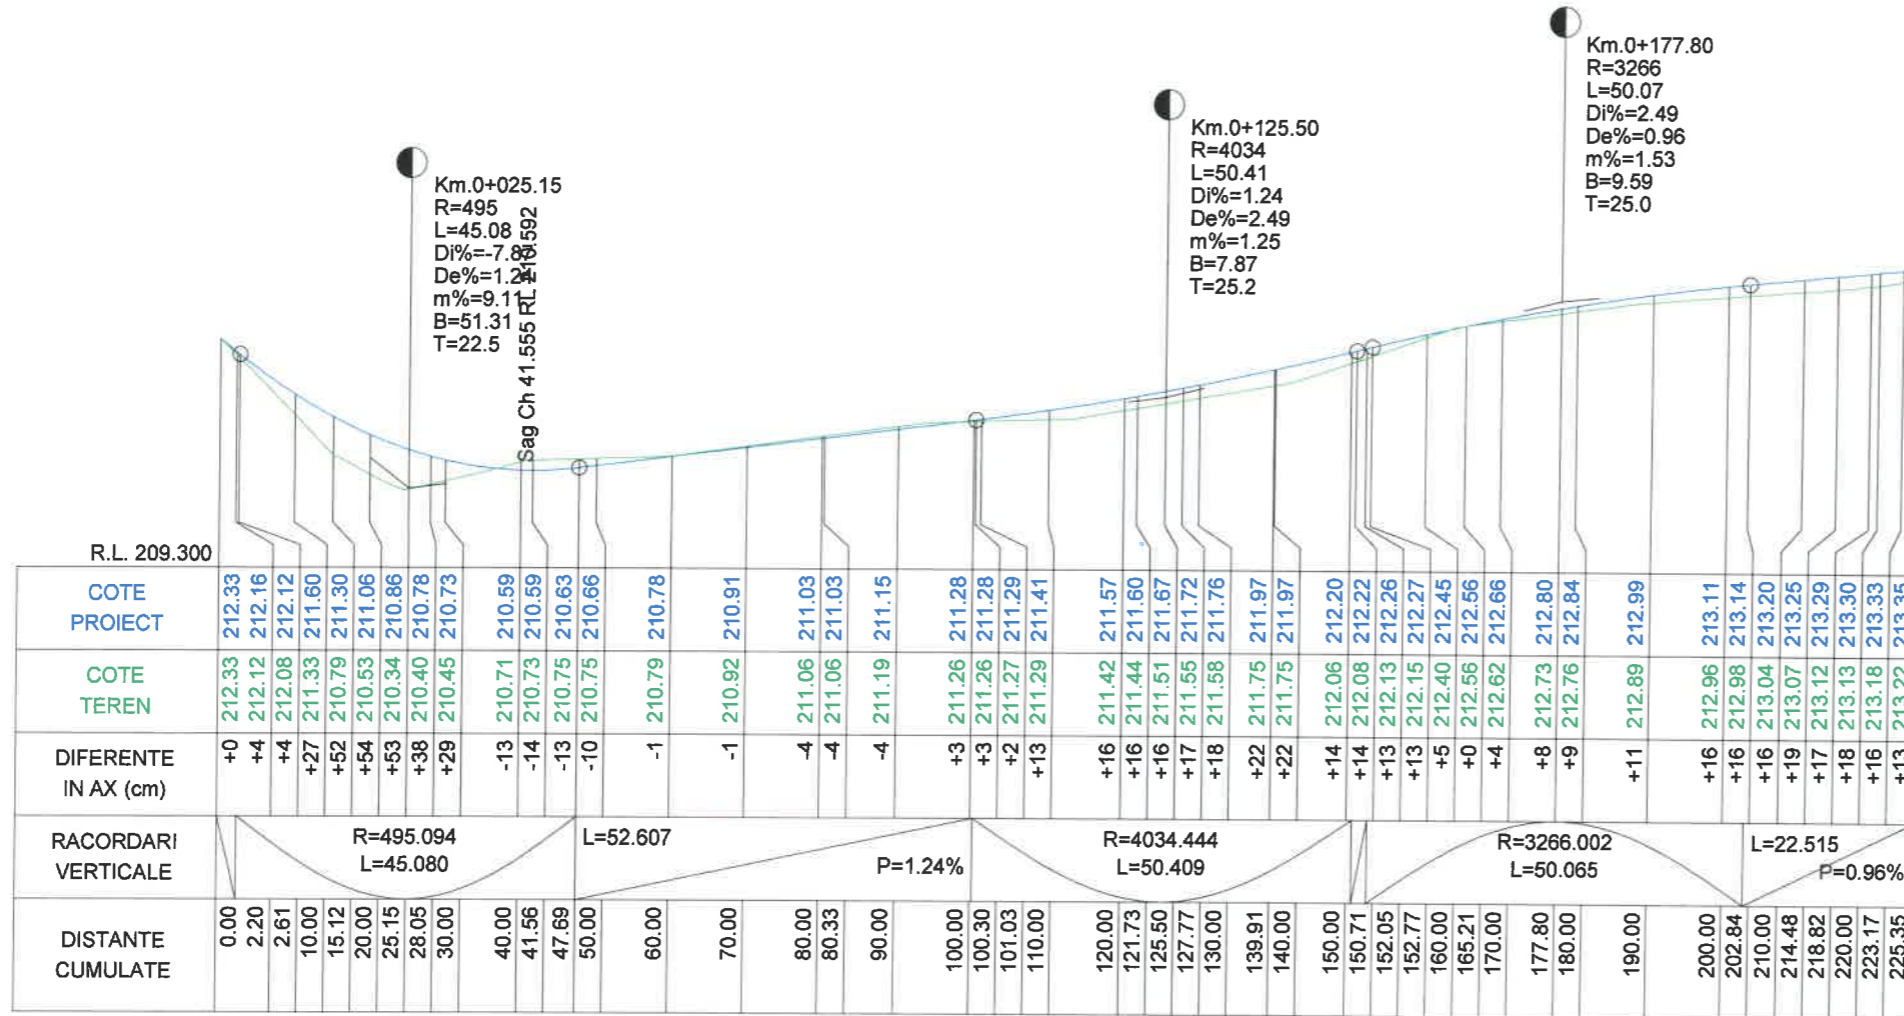 Km.0+025.15
R=495
L=45.08
Di%=-7.87
De%=1.24
m%=9.11
B=51.31
T=22.5
Sag Ch 41.555 RL 210.592
Km.0+125.50
R=4034
L=50.41
Di%=1.24
De%=2.49
m%=1.25
B=7.87
T=25.2
Km.0+177.80
R=3266
L=50.07
Di%=2.49
De%=0.96
m%=1.53
B=9.59
T=25.0
R.L. 209.300
COTE
PROIECT
212.33 212.16 212.12 211.60 211.30 211.06 210.86 210.78 210.73 210.59 210.59 210.63 210.66 210.78 210.91 211.03 211.03 211.15 211.28 211.28 211.29 211.41 211.57 211.60 211.67 211.72 211.76 211.97 211.97 212.20 212.22 212.26 212.27 212.45 212.56 212.66 212.80 212.84 212.99 213.11 213.14 213.20 213.25 213.29 213.30 213.33 213.35
COTE
TEREN
212.33 212.12 212.08 211.33 210.79 210.53 210.34 210.40 210.45 210.71 210.73 210.75 210.75 210.79 210.92 211.06 211.06 211.19 211.26 211.26 211.27 211.29 211.42 211.44 211.51 211.55 211.58 211.75 211.75 212.06 212.08 212.13 212.15 212.40 212.56 212.62 212.73 212.76 212.89 212.96 212.98 213.04 213.07 213.12 213.13 213.18 213.22
DIFERENTE
IN AX (cm)
+0 +4 +4 +27 +52 +54 +53 +38 +29 -13 -14 -13 -10 -1 -1 -4 -4 -4 +3 +3 +2 +13 +16 +16 +16 +17 +18 +22 +22 +14 +14 +13 +13 +5 +0 +4 +8 +9 +11 +16 +16 +16 +19 +17 +18 +16 +13
RACORDARI
VERTICALE
R=495.094
L=45.080
L=52.607
P=1.24%
R=4034.444
L=50.409
R=3266.002
L=50.065
L=22.515
P=0.96%
DISTANTE
CUMULATE
0.00 2.20 2.61 10.00 15.12 20.00 25.15 28.05 30.00 40.00 41.56 47.69 50.00 60.00 70.00 80.00 80.33 90.00 100.00 100.30 101.03 110.00 120.00 121.73 125.50 127.77 130.00 139.91 140.00 150.00 150.71 152.05 152.77 160.00 165.21 170.00 177.80 180.00 190.00 200.00 202.84 210.00 214.48 218.82 220.00 223.17 225.35